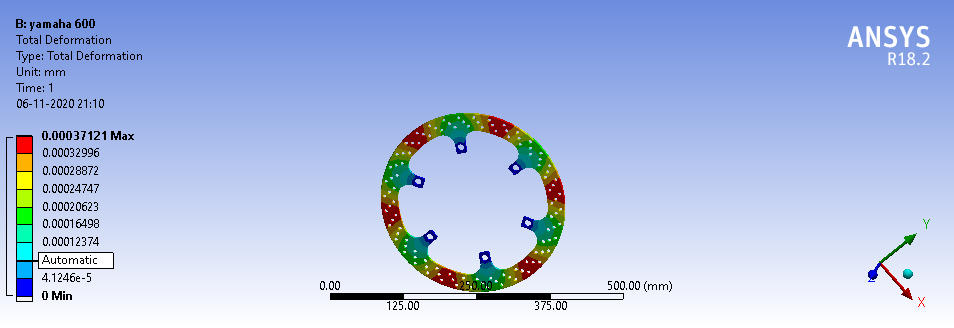 B: yamaha 600
Total Deformation
Type: Total Deformation
Unit: mm
Time: 1
06-11-2020 21:10
ANSYS
R18.2
0.00037121 Max
0.00032996
0.00028872
0.00024747
0.00020623
0.00016498
0.00012374
Automatic
4.1246e-5
0 Min
0.00 250.00 500.00 (mm)
125.00 375.00
Y
Z
X